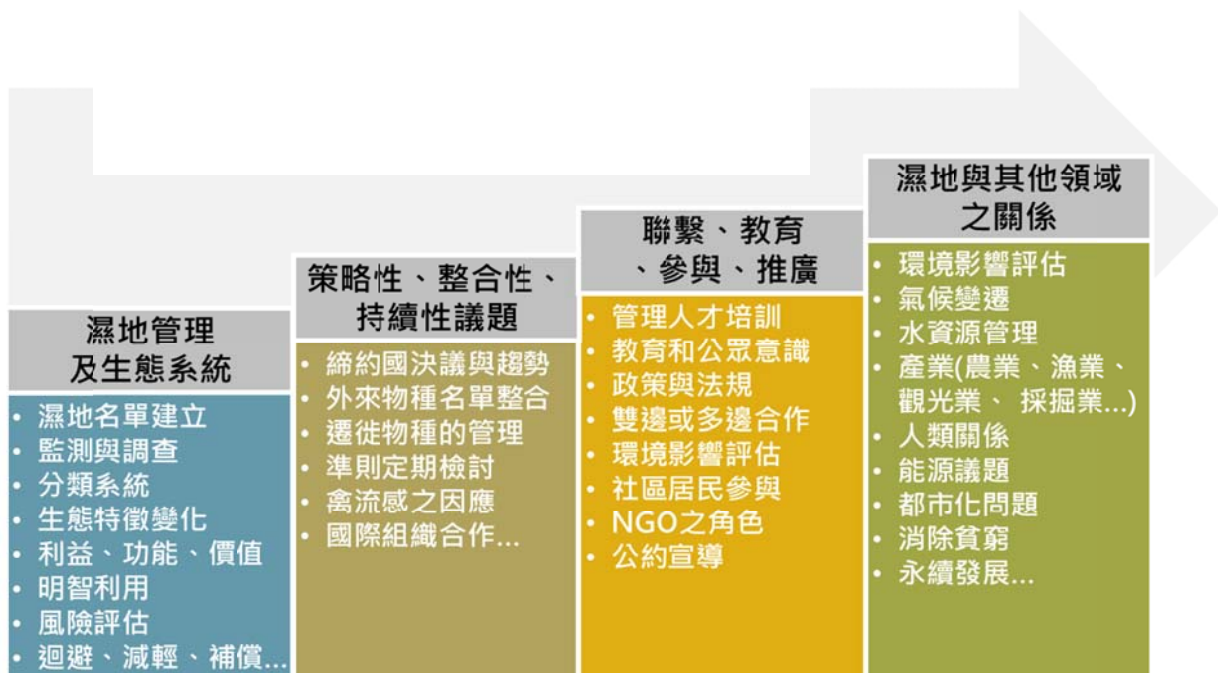 濕地管理
及生態系統
• 濕地名單建立
• 監測與調查
• 分類系統
• 生態特徵變化
• 利益、功能、價值
• 明智利用
• 風險評估
• 迴避、減輕、補償...
策略性、整合性、
持續性議題
• 締約國決議與趨勢
• 外來物種名單整合
• 遷徙物種的管理
• 準則定期檢討
• 禽流感之因應
• 國際組織合作...
聯繫、教育
、參與、推廣
• 管理人才培訓
• 教育和公眾意識
• 政策與法規
• 雙邊或多邊合作
• 環境影響評估
• 社區居民參與
• NGO之角色
• 公約宣導
濕地與其他領域
之關係
• 環境影響評估
• 氣候變遷
• 水資源管理
• 產業(農業、漁業、
觀光業、 採掘業...)
• 人類關係
• 能源議題
• 都市化問題
• 消除貧窮
• 永續發展...